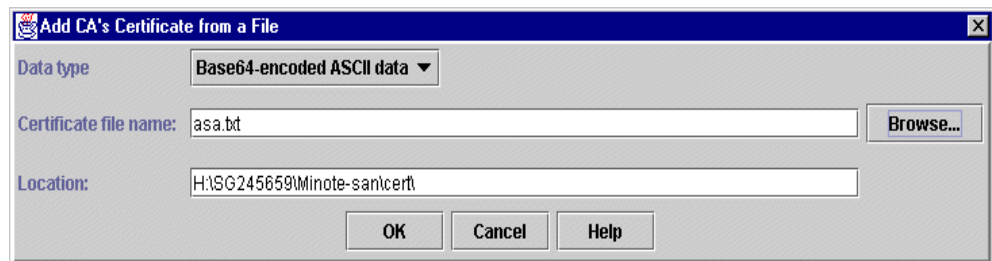 Add CA's Certificate from a File
Data type Base64-encoded ASCII data
Certificate file name: asa.txt Browse...
Location: H:\SG245659\Minote-san\cert\
OK Cancel Help